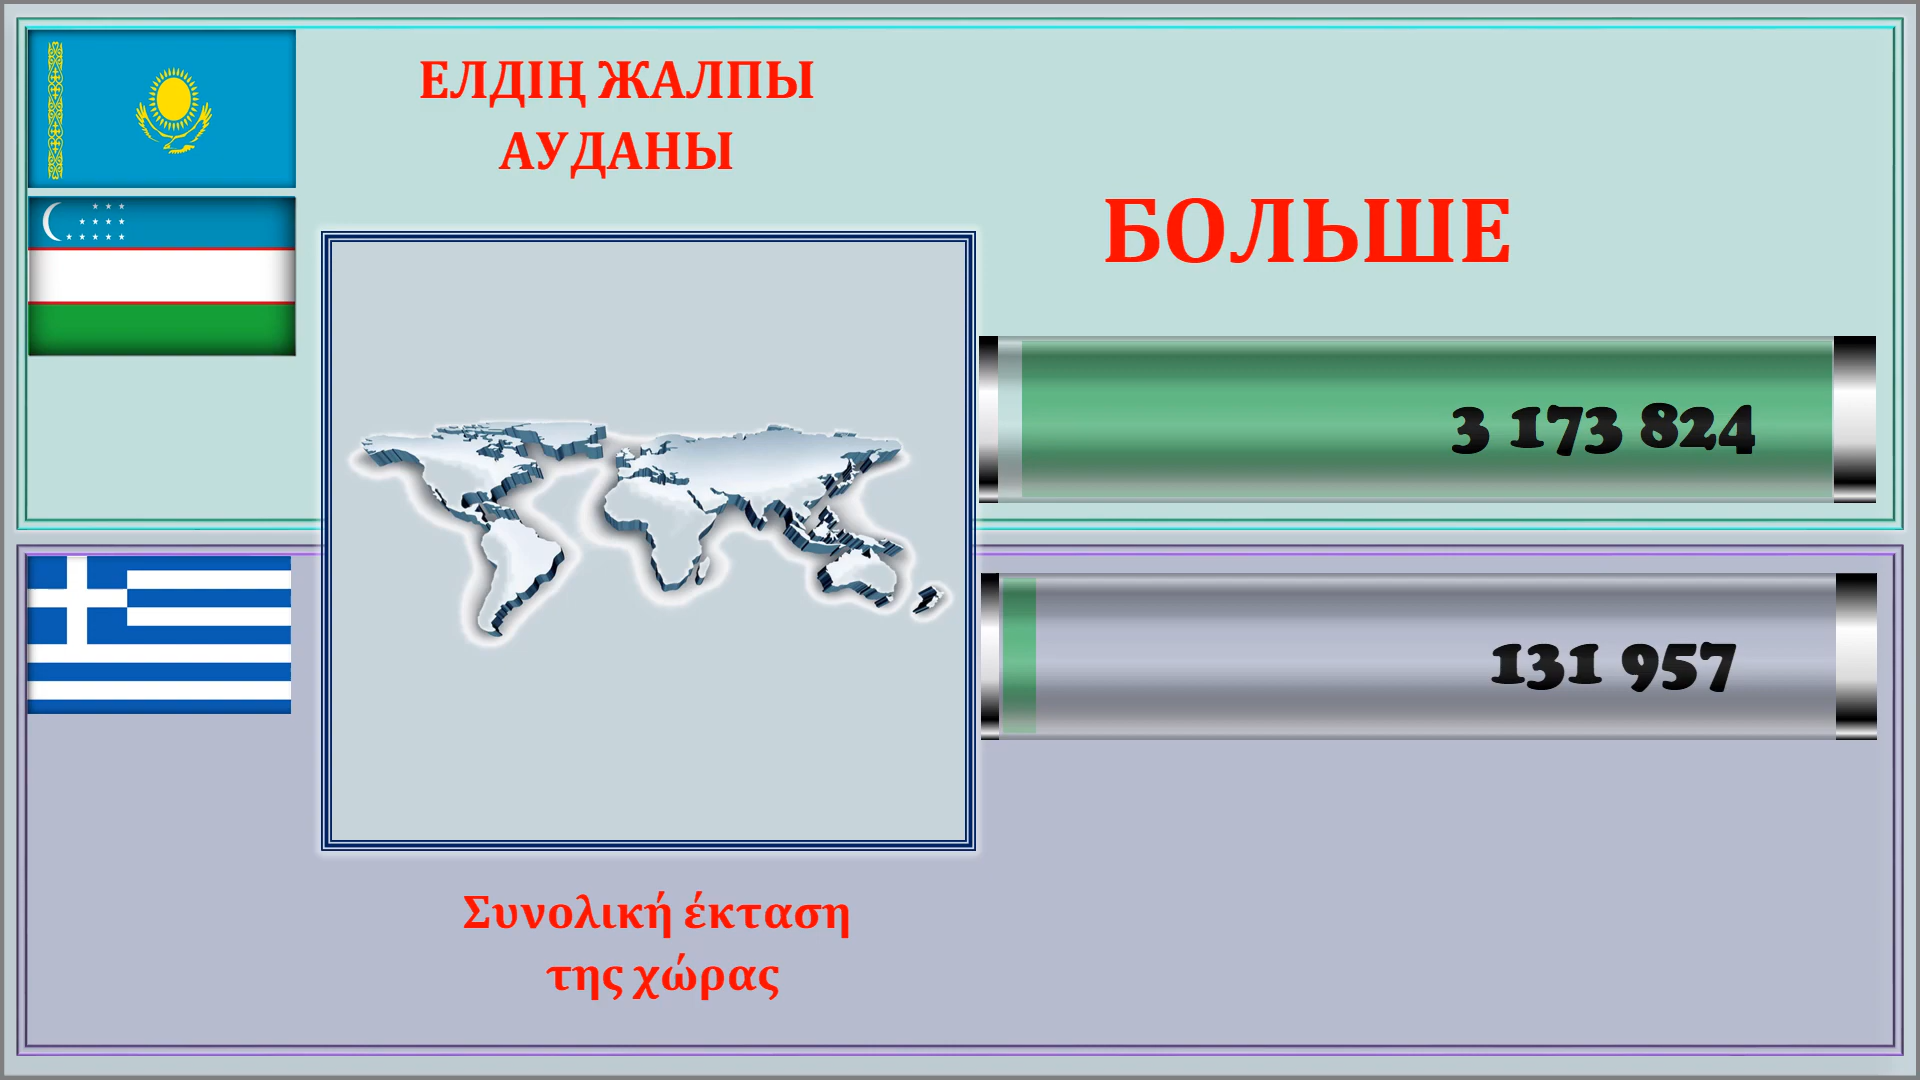 ЕЛДІҢ ЖАЛПЫ
АУДАНЫ
БОЛЬШЕ
3 173 824
131 957
Συνολική έκταση
της χώρας